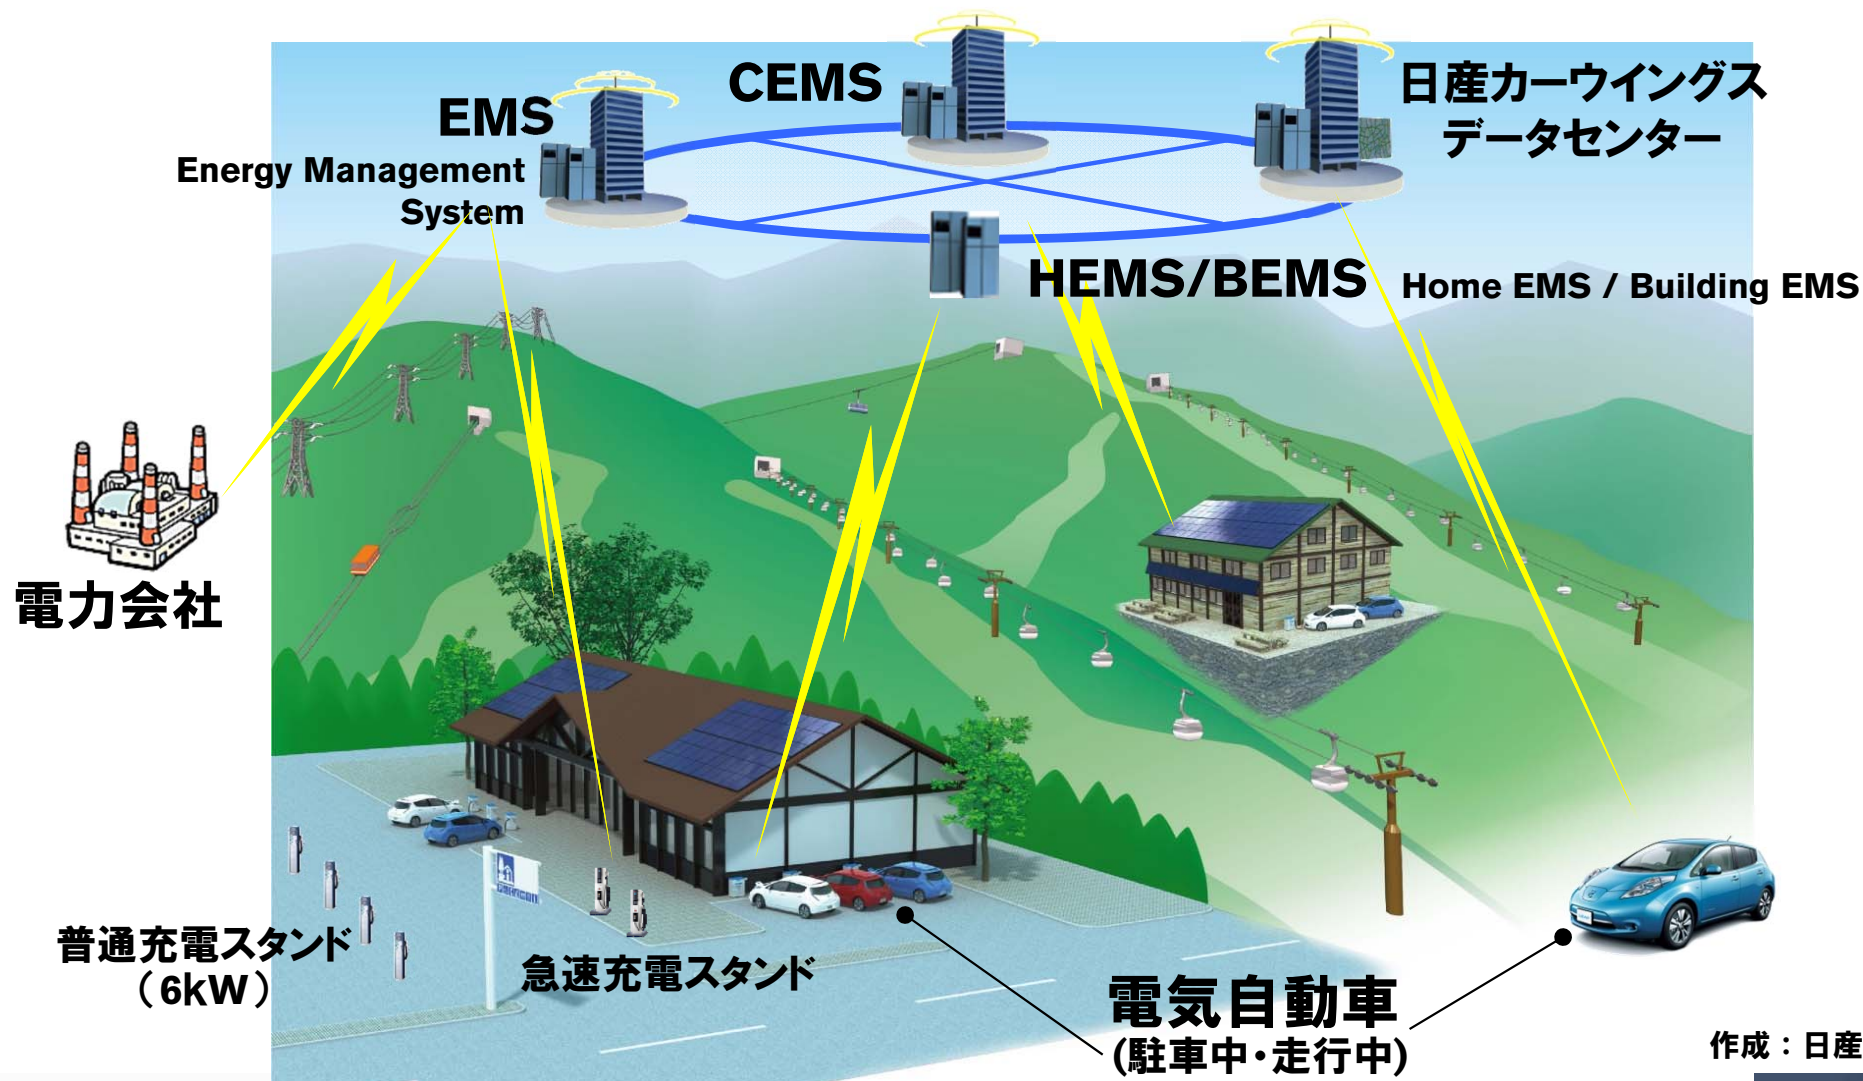 CEMS
EMS
Energy Management
System
日産カーウイングス
データセンター
HEMS/BEMS
Home EMS / Building EMS
電力会社
普通充電スタンド
（6kW）
急速充電スタンド
電気自動車
(駐車中・走行中)
作成：日産